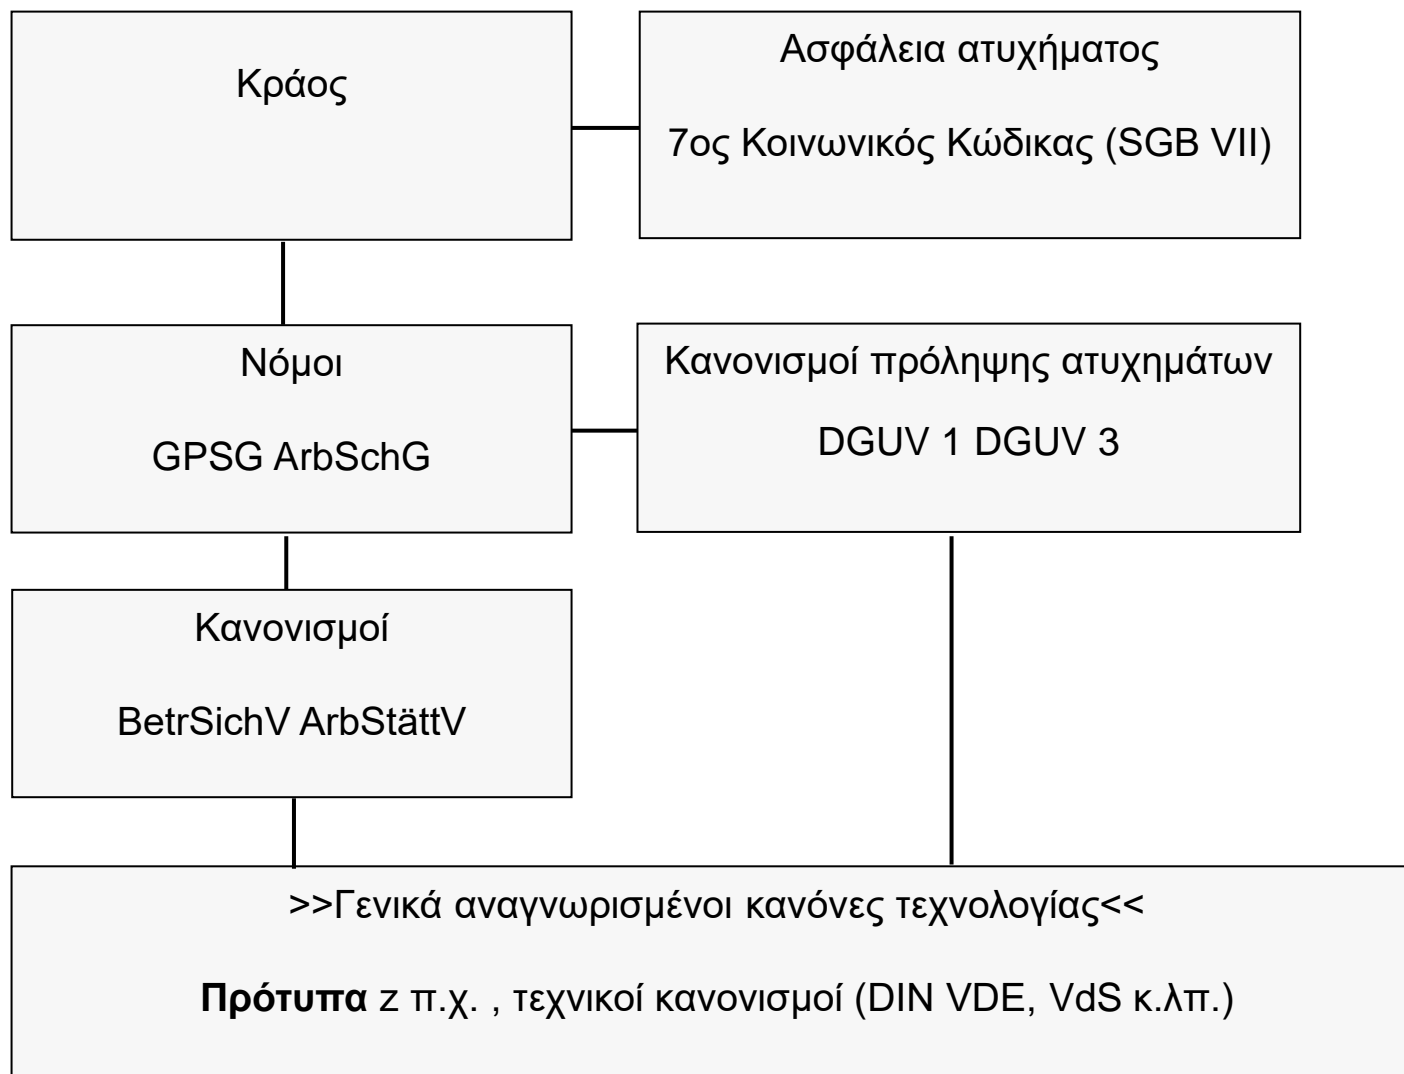 Κράος
Ασφάλεια ατυχήματος
7ος Κοινωνικός Κώδικας (SGB VII)
Νόμοι
GPSG ArbSchG
Κανονισμοί πρόληψης ατυχημάτων
DGUV 1 DGUV 3
Κανονισμοί
BetrSichV ArbStättV
>>Γενικά αναγνωρισμένοι κανόνες τεχνολογίας<<
Πρότυπα z π.χ. , τεχνικοί κανονισμοί (DIN VDE, VdS κ.λπ.)